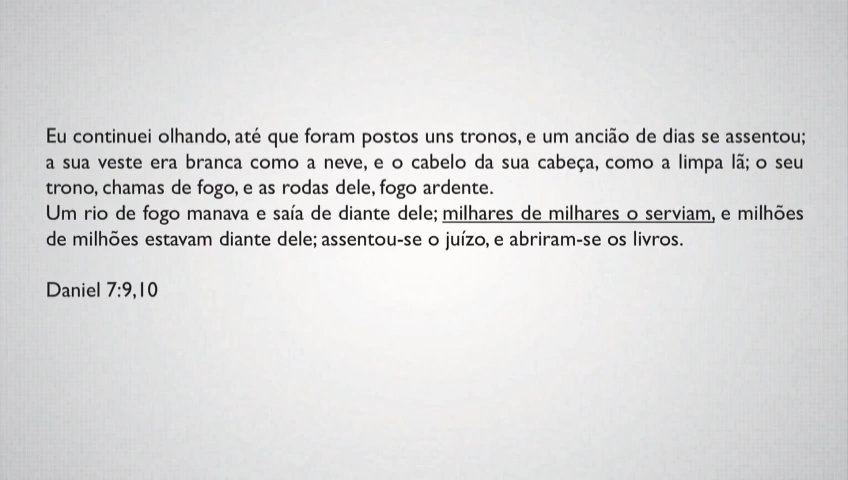 Eu continuei olhando, até que foram postos uns tronos, e um ancião de dias se assentou;
a sua veste era branca como a neve, e o cabelo da sua cabeça, como a limpa lã; o seu
trono, chamas de fogo, e as rodas dele, fogo ardente.
Um rio de fogo manava e saía de diante dele; milhares de milhares o serviam, e milhões
de milhões estavam diante dele; assentou-se o juízo, e abriram-se os livros.
Daniel 7:9,10